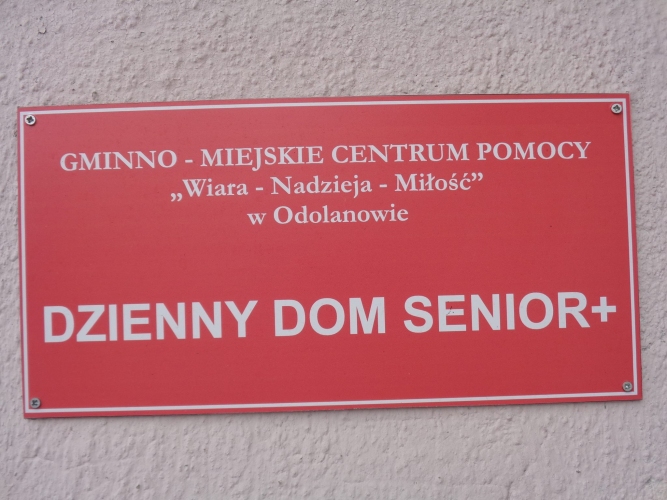 GMINNO - MIEJSKIE CENTRUM POMOCY
„Wiara - Nadzieja - Miłość”
w Odolanowie
DZIENNY DOM SENIOR+